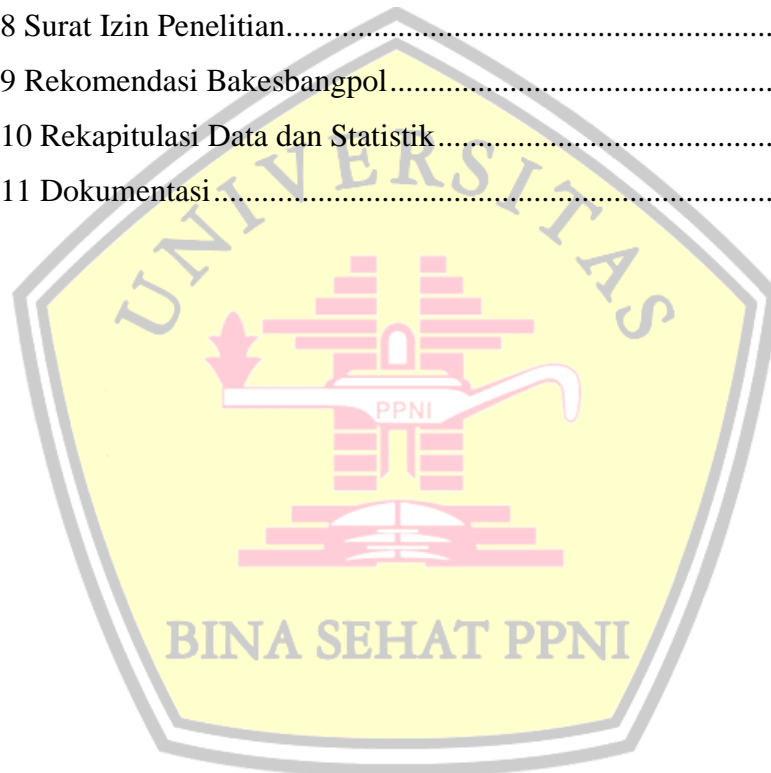 8 Surat Izin Penelitian................................................................
9 Rekomendasi Bakesbangpol....................................................
10 Rekapitulasi Data dan Statistik..............................................
11 Dokumentasi.........................................................................
UNIVERSITAS
PPNI
BINA SEHAT PPNI